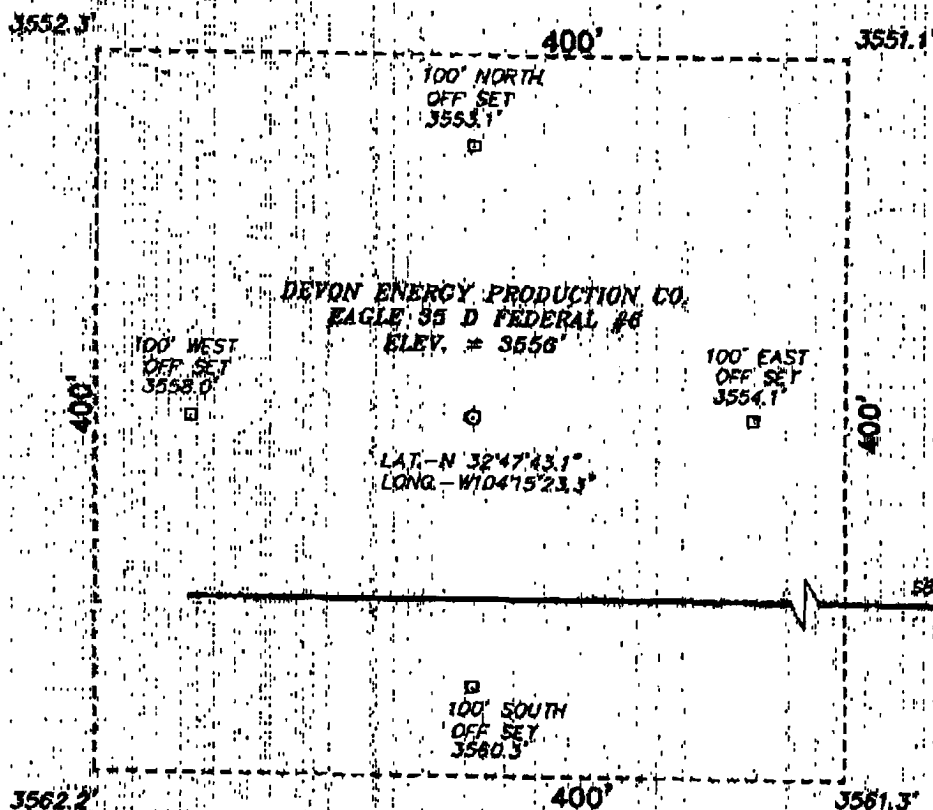 3552.3'
400'
3551.1'
100' NORTH
OFF SET
3553.1'
DEVON ENERGY PRODUCTION CO.
EAGLE 35 D FEDERAL #6
ELEV. = 3556'
100' WEST
OFF SET
3558.0'
100' EAST
OFF SET
3554.1'
400'
400'
LAT.-N 32°47'43.1"
LONG.-W104°15'23.3"
100' SOUTH
OFF SET
3560.3'
3562.2'
400'
3561.3'